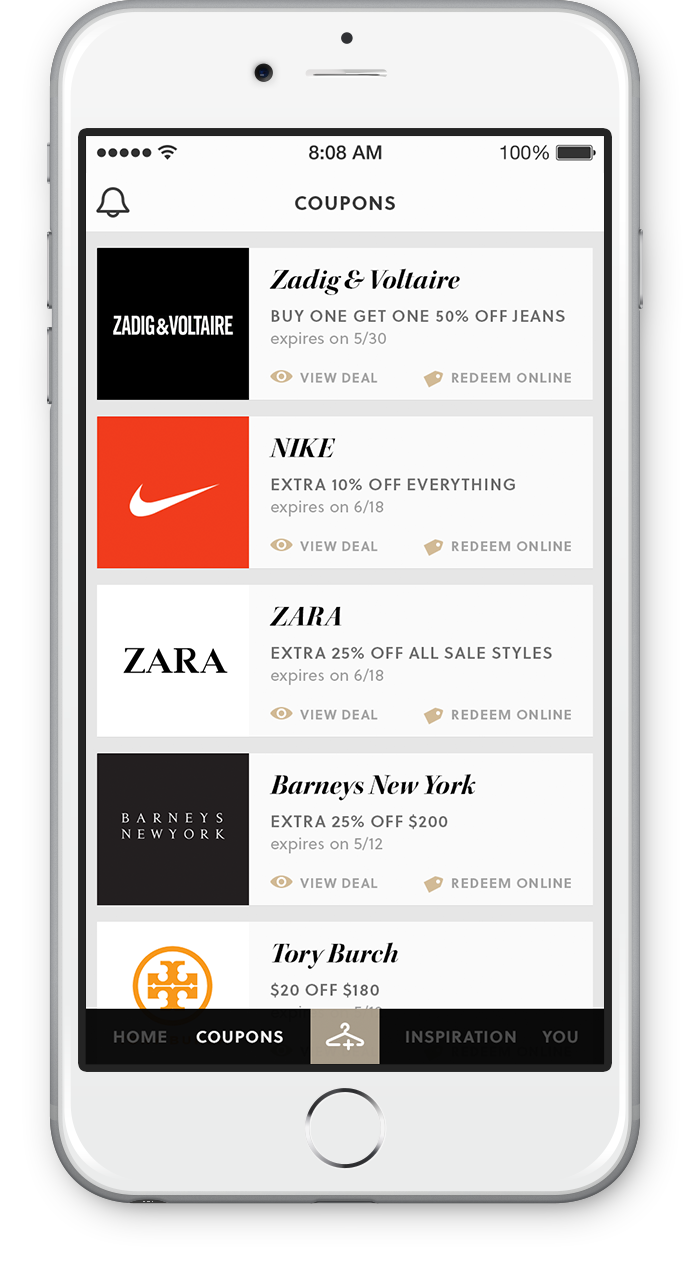 8:08 AM 100%
COUPONS
ZADIG&VOLTAIRE
Zadig & Voltaire
BUY ONE GET ONE 50% OFF JEANS
expires on 5/30
VIEW DEAL REDEEM ONLINE
NIKE
EXTRA 10% OFF EVERYTHING
expires on 6/18
VIEW DEAL REDEEM ONLINE
ZARA
ZARA
EXTRA 25% OFF ALL SALE STYLES
expires on 6/18
VIEW DEAL REDEEM ONLINE
BARNEYS
NEWYORK
Barneys New York
EXTRA 25% OFF $200
expires on 5/12
VIEW DEAL REDEEM ONLINE
Tory Burch
$20 OFF $180
HOME COUPONS INSPIRATION YOU